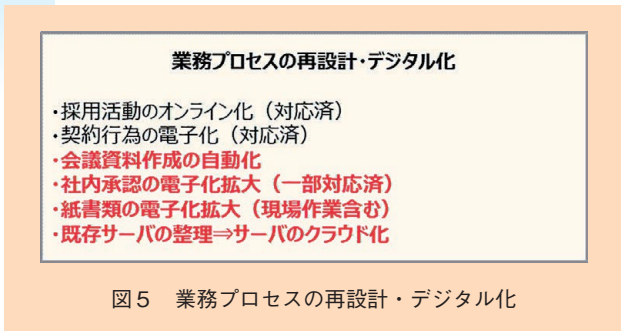 業務プロセスの再設計・デジタル化
・採用活動のオンライン化（対応済）
・契約行為の電子化（対応済）
・会議資料作成の自動化
・社内承認の電子化拡大（一部対応済）
・紙書類の電子化拡大（現場作業含む）
・既存サーバの整理⇒サーバのクラウド化
図５　業務プロセスの再設計・デジタル化